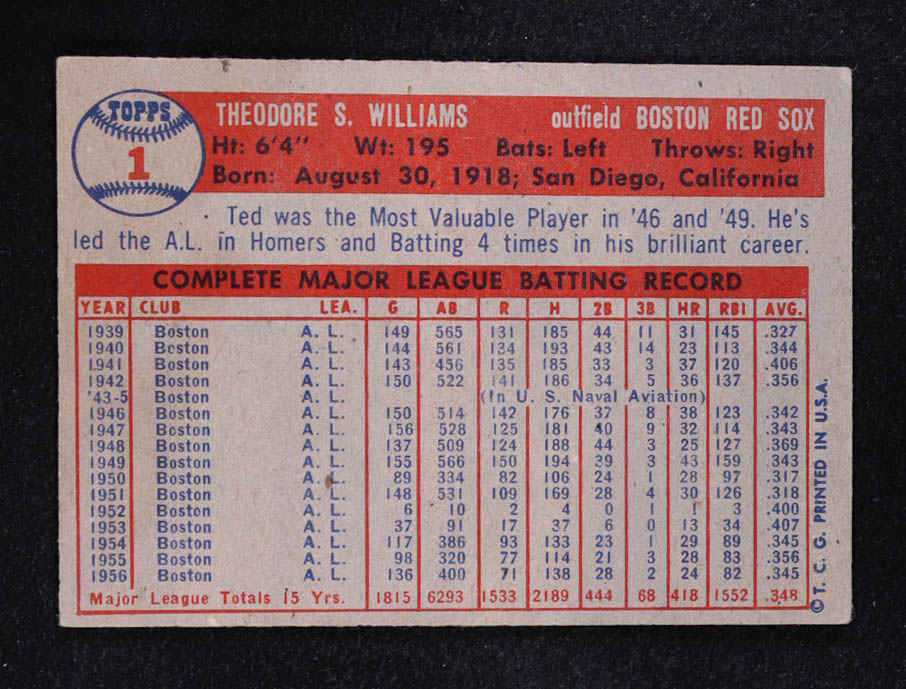 TOPPS
1
THEODORE S. WILLIAMS outfield BOSTON RED SOX
Ht: 6'4" Wt: 195 Bats: Left Throws: Right
Born: August 30, 1918; San Diego, California
Ted was the Most Valuable Player in '46 and '49. He's
led the A.L. in Homers and Batting 4 times in his brilliant career.
COMPLETE MAJOR LEAGUE BATTING RECORD
YEAR CLUB LEA. G AB R H 2B 3B HR RBI AVG.
1939 Boston A. L. 149 565 131 185 44 11 31 145 .327
1940 Boston A. L. 144 561 134 193 43 14 23 113 .344
1941 Boston A. L. 143 456 135 185 33 3 37 120 .406
1942 Boston A. L. 150 522 141 186 34 5 36 137 .356
'43-5 Boston A. L. (In U. S. Naval Aviation)
1946 Boston A. L. 150 514 142 176 37 8 38 123 .342
1947 Boston A. L. 156 528 125 181 40 9 32 114 .343
1948 Boston A. L. 137 509 124 188 44 3 25 127 .369
1949 Boston A. L. 155 566 150 194 39 3 43 159 .343
1950 Boston A. L. 89 334 82 106 24 1 28 97 .317
1951 Boston A. L. 148 531 109 169 28 4 30 126 .318
1952 Boston A. L. 6 10 2 4 0 1 1 3 .400
1953 Boston A. L. 37 91 17 37 6 0 13 34 .407
1954 Boston A. L. 117 386 93 133 23 1 29 89 .345
1955 Boston A. L. 98 320 77 114 21 3 28 83 .356
1956 Boston A. L. 136 400 71 138 28 2 24 82 .345
Major League Totals 15 Yrs. 1815 6293 1533 2189 444 68 418 1552 .348
© T. C. G. PRINTED IN U.S.A.